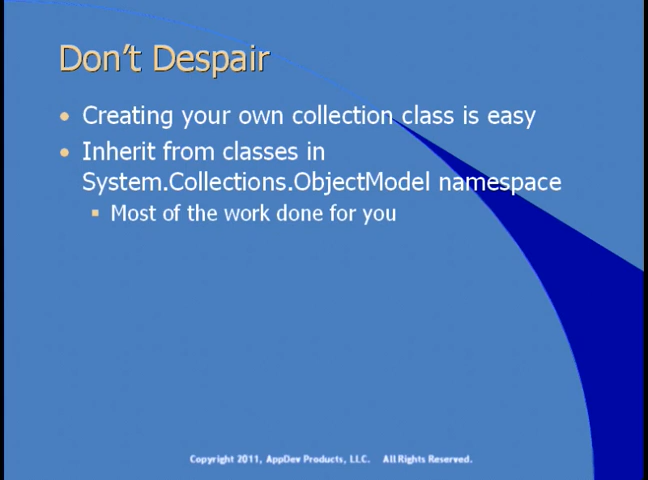 Don't Despair
• Creating your own collection class is easy
• Inherit from classes in
System.Collections.ObjectModel namespace
▪ Most of the work done for you
Copyright 2011, AppDev Products, LLC. All Rights Reserved.